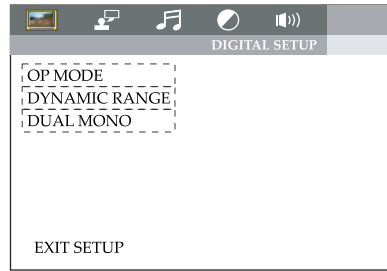 DIGITAL SETUP
OP MODE
DYNAMIC RANGE
DUAL MONO
EXIT SETUP